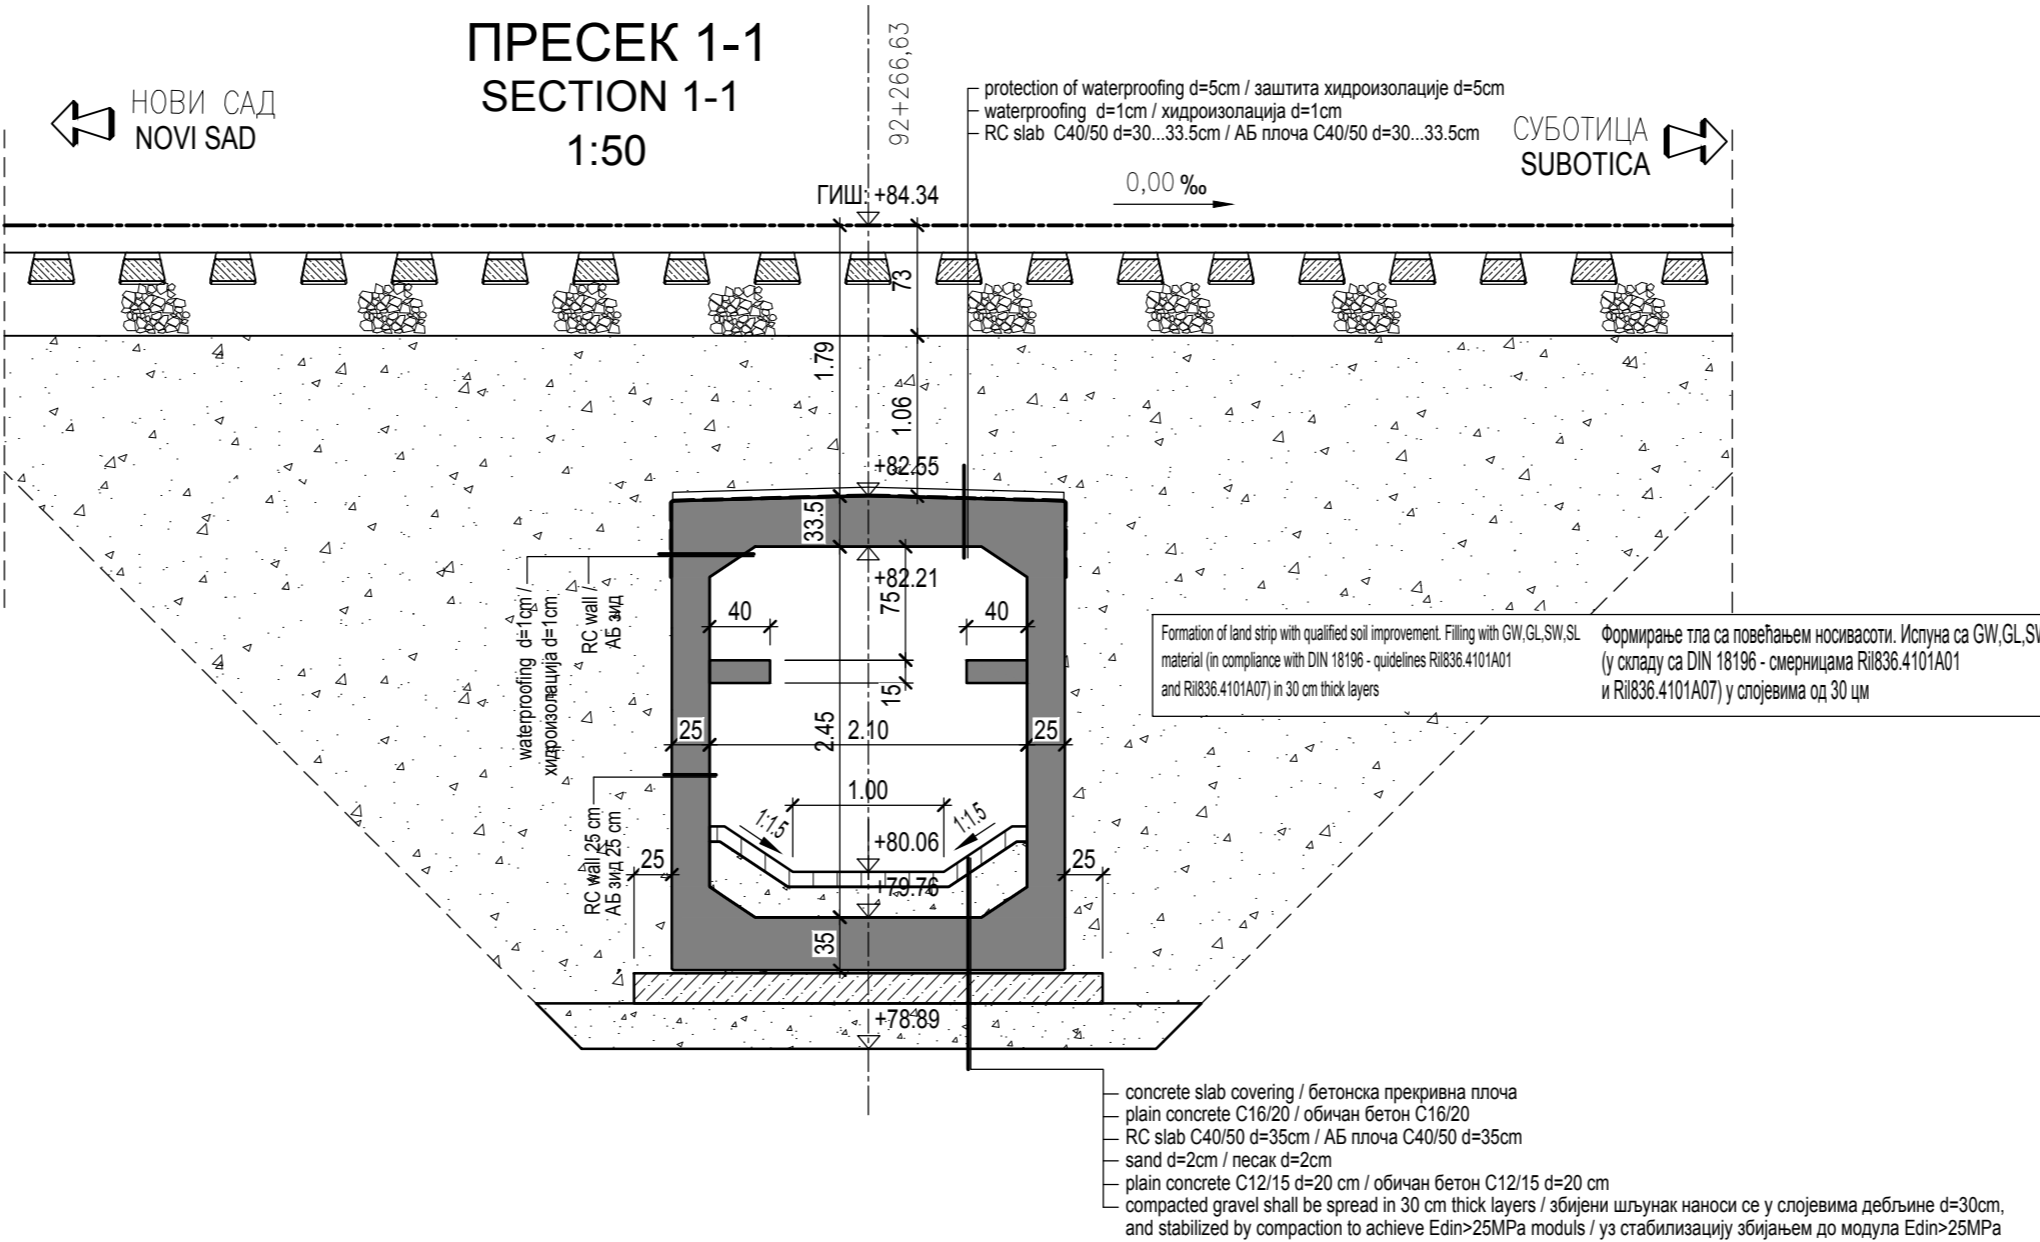 ПРЕСЕК 1-1
SECTION 1-1
1:50
НОВИ САД
NOVI SAD
92+266,63
protection of waterproofing d=5cm / заштита хидроизолације d=5cm
waterproofing d=1cm / хидроизолација d=1cm
RC slab C40/50 d=30...33.5cm / АБ плоча C40/50 d=30...33.5cm
СУБОТИЦА
SUBOTICA
0,00 ‰
ГИШ: +84.34
73
1.79
1.06
+82.55
33.5
+82.21
75
40
40
15
waterproofing d=1cm /
хидроизолација d=1cm
RC wall /
АБ зид
Formation of land strip with qualified soil improvement. Filling with GW,GL,SW,SL
material (in compliance with DIN 18196 - quidelines Ril836.4101A01
and Ril836.4101A07) in 30 cm thick layers
Формирање тла са повећањем носивасоти. Испуна са GW,GL,SW
(у складу са DIN 18196 - смерницама Ril836.4101A01
и Ril836.4101A07) у слојевима од 30 цм
25
2.45
2.10
25
1.00
1:1.5
1:1.5
+80.06
RC wall 25 cm
АБ зид 25 cm
25
25
+79.76
35
+78.89
concrete slab covering / бетонска прекривна плоча
plain concrete C16/20 / обичан бетон C16/20
RC slab C40/50 d=35cm / АБ плоча C40/50 d=35cm
sand d=2cm / песак d=2cm
plain concrete C12/15 d=20 cm / обичан бетон C12/15 d=20 cm
compacted gravel shall be spread in 30 cm thick layers / збијени шљунак наноси се у слојевима дебљине d=30cm,
and stabilized by compaction to achieve Edin>25MPa moduls / уз стабилизацију збијањем до модула Edin>25MPa